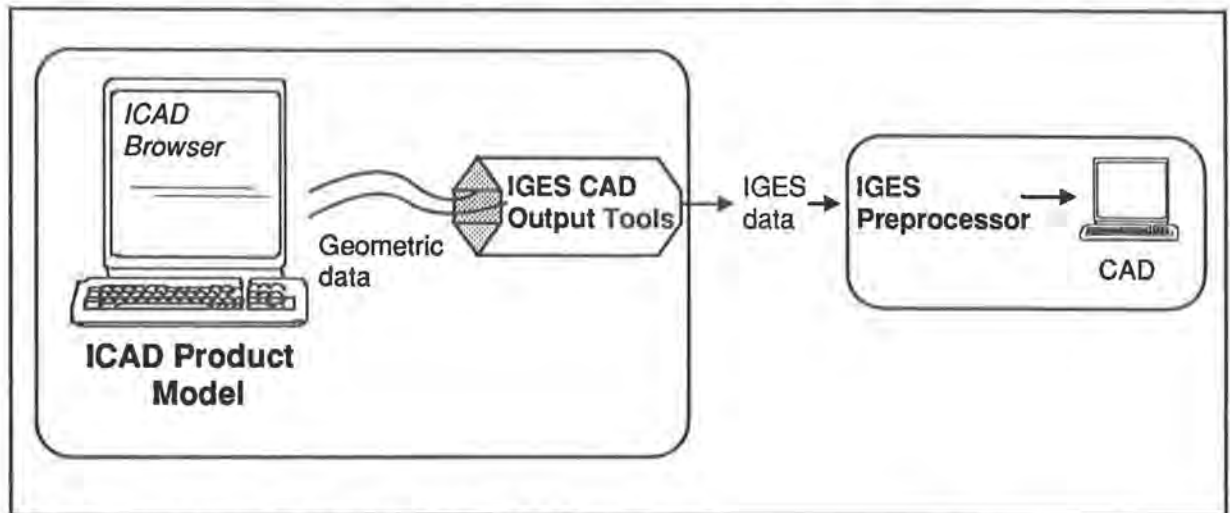 ICAD
Browser
Geometric
data
ICAD Product
Model
IGES CAD
Output Tools
IGES
data
IGES
Preprocessor
CAD